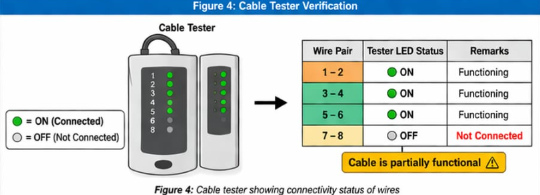 Figure 4: Cable Tester Verification
Cable Tester
1
2
3
4
5
6
8
= ON (Connected)
= OFF (Not Connected)
Wire Pair Tester LED Status Remarks
1 – 2 ON Functioning
3 – 4 ON Functioning
5 – 6 ON Functioning
7 – 8 OFF Not Connected
Cable is partially functional
Figure 4: Cable tester showing connectivity status of wires